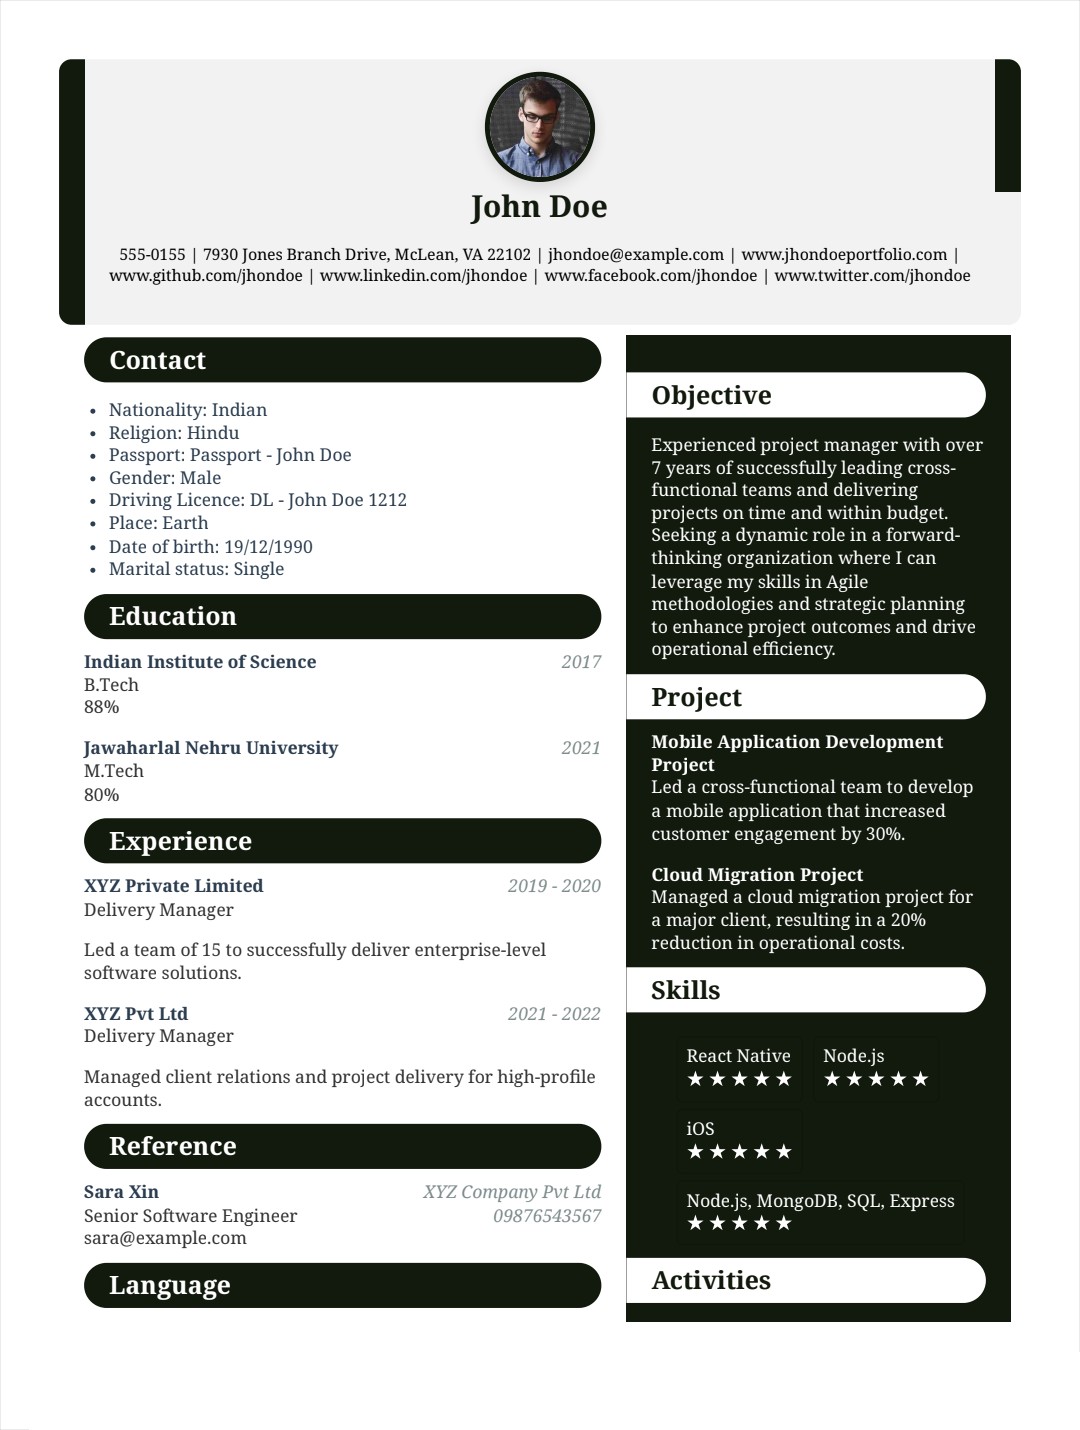 John Doe
555-0155 | 7930 Jones Branch Drive, McLean, VA 22102 | jhondoe@example.com | www.jhondoeportfolio.com |
www.github.com/jhondoe | www.linkedin.com/jhondoe | www.facebook.com/jhondoe | www.twitter.com/jhondoe
Contact
• Nationality: Indian
• Religion: Hindu
• Passport: Passport - John Doe
• Gender: Male
• Driving Licence: DL - John Doe 1212
• Place: Earth
• Date of birth: 19/12/1990
• Marital status: Single
Education
Indian Institute of Science 2017
B.Tech
88%
Jawaharlal Nehru University 2021
M.Tech
80%
Experience
XYZ Private Limited 2019 - 2020
Delivery Manager
Led a team of 15 to successfully deliver enterprise-level
software solutions.
XYZ Pvt Ltd 2021 - 2022
Delivery Manager
Managed client relations and project delivery for high-profile
accounts.
Reference
Sara Xin XYZ Company Pvt Ltd
Senior Software Engineer 09876543567
sara@example.com
Language
Objective
Experienced project manager with over
7 years of successfully leading cross-
functional teams and delivering
projects on time and within budget.
Seeking a dynamic role in a forward-
thinking organization where I can
leverage my skills in Agile
methodologies and strategic planning
to enhance project outcomes and drive
operational efficiency.
Project
Mobile Application Development
Project
Led a cross-functional team to develop
a mobile application that increased
customer engagement by 30%.
Cloud Migration Project
Managed a cloud migration project for
a major client, resulting in a 20%
reduction in operational costs.
Skills
React Native Node.js
★★★★★ ★★★★★
iOS
★★★★★
Node.js, MongoDB, SQL, Express
★★★★★
Activities